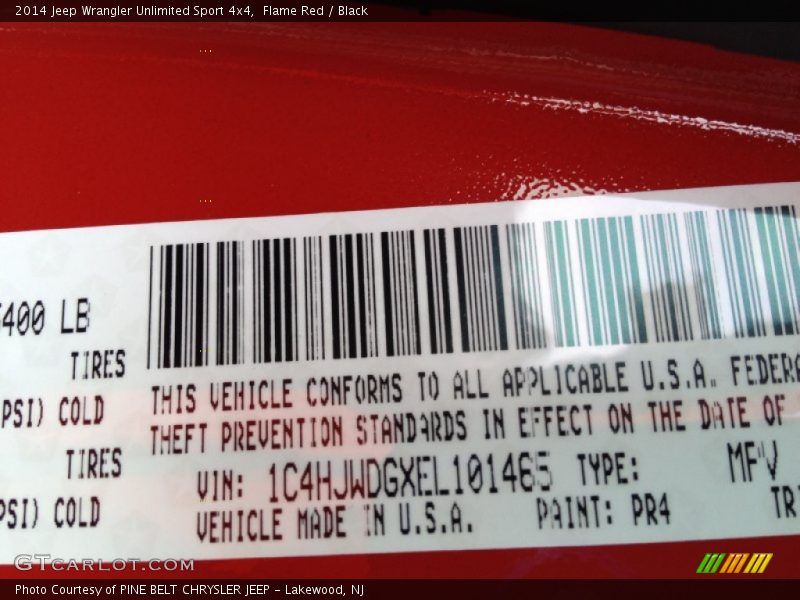 2014 Jeep Wrangler Unlimited Sport 4x4,  Flame Red / Black
400 LB
TIRES
PSI) COLD
TIRES
PSI) COLD
THIS VEHICLE CONFORMS TO ALL APPLICABLE U.S.A. FEDERA
THEFT PREVENTION STANDARDS IN EFFECT ON THE DATE OF
VIN: 1C4HJWDGXEL101465 TYPE: MPV
VEHICLE MADE IN U.S.A. PAINT: PR4 TR
GTCARLOT.COM
Photo Courtesy of PINE BELT CHRYSLER JEEP - Lakewood, NJ